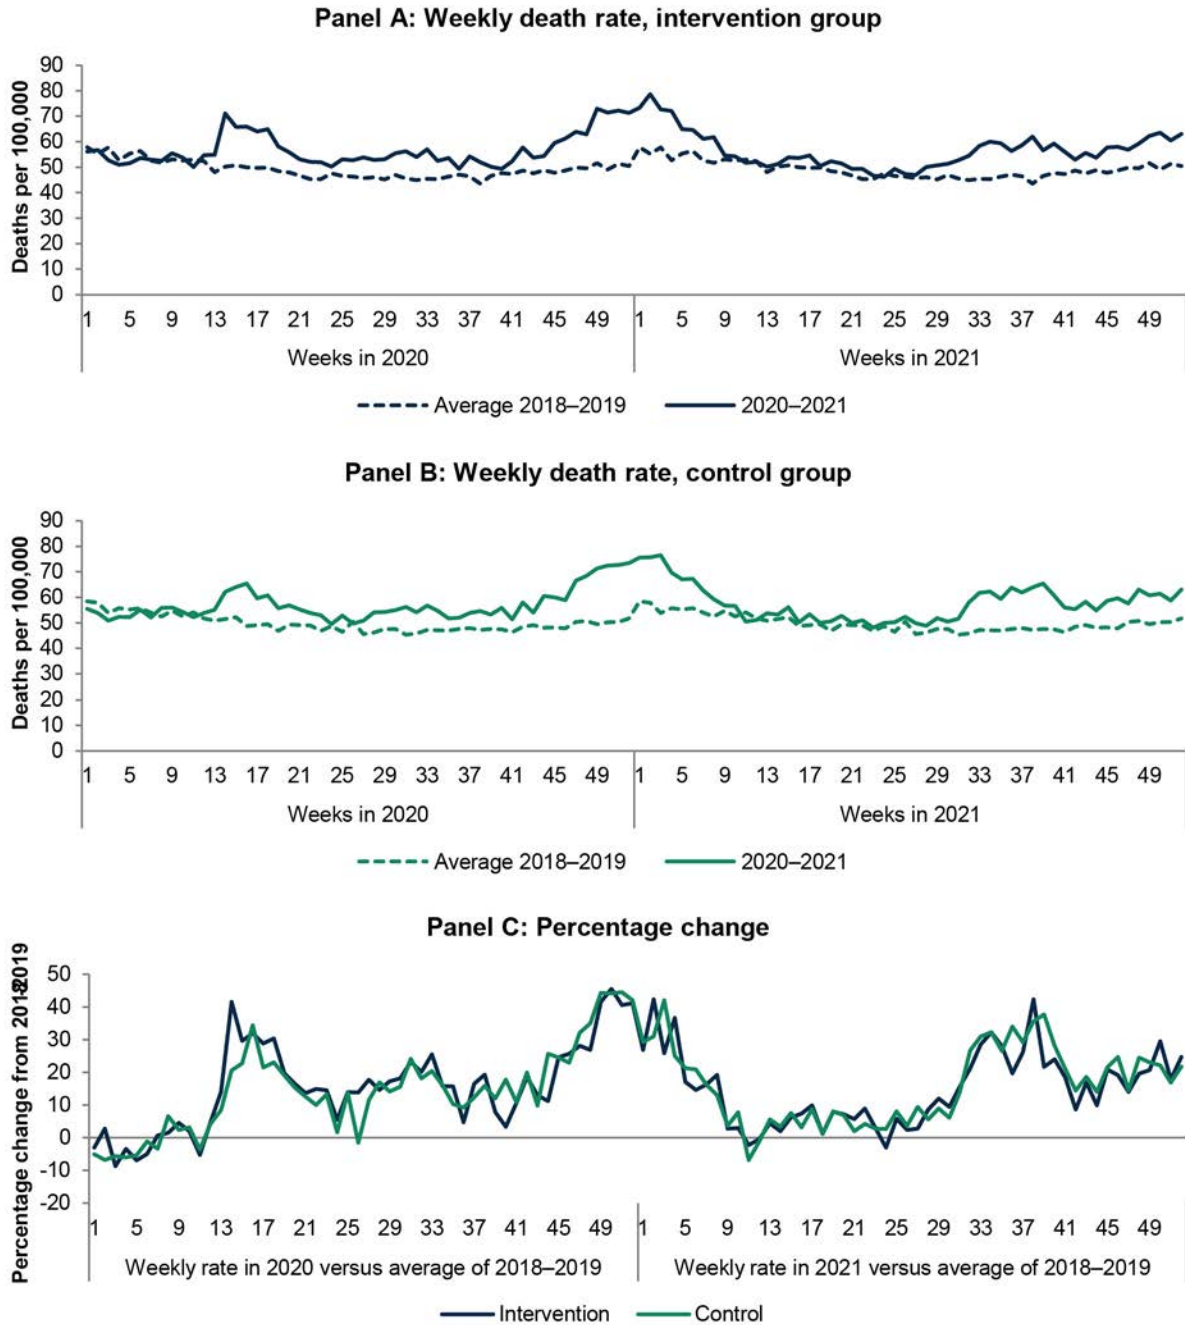 Panel A: Weekly death rate, intervention group
Deaths per 100,000
90
80
70
60
50
40
30
20
10
0
1 5 9 13 17 21 25 29 33 37 41 45 49 1 5 9 13 17 21 25 29 33 37 41 45 49
Weeks in 2020 Weeks in 2021
Average 2018–2019 2020–2021
Panel B: Weekly death rate, control group
Deaths per 100,000
90
80
70
60
50
40
30
20
10
0
1 5 9 13 17 21 25 29 33 37 41 45 49 1 5 9 13 17 21 25 29 33 37 41 45 49
Weeks in 2020 Weeks in 2021
Average 2018–2019 2020–2021
Panel C: Percentage change
Percentage change from 2018-2019
50
40
30
20
10
0
-10
-20
1 5 9 13 17 21 25 29 33 37 41 45 49 1 5 9 13 17 21 25 29 33 37 41 45 49
Weekly rate in 2020 versus average of 2018–2019 Weekly rate in 2021 versus average of 2018–2019
Intervention Control